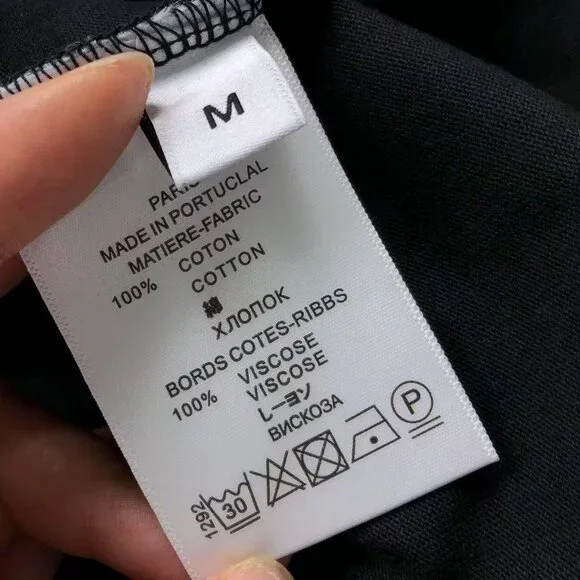 M
MADE IN PORTUCLAL
MATIERE-FABRIC
100% COTON
COTTON
綿
ХЛОПОК
BORDS COTES-RIBBS
100% VISCOSE
VISCOSE
レーヨン
ВИСКОЗА
1292 30 P